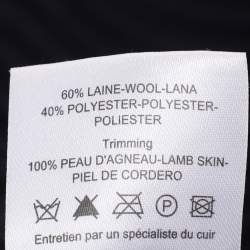 60% LAINE-WOOL-LANA
40% POLYESTER-POLYESTER-
POLIESTER
Trimming
100% PEAU D'AGNEAU-LAMB SKIN-
PIEL DE CORDERO
Entretien par un spécialiste du cuir